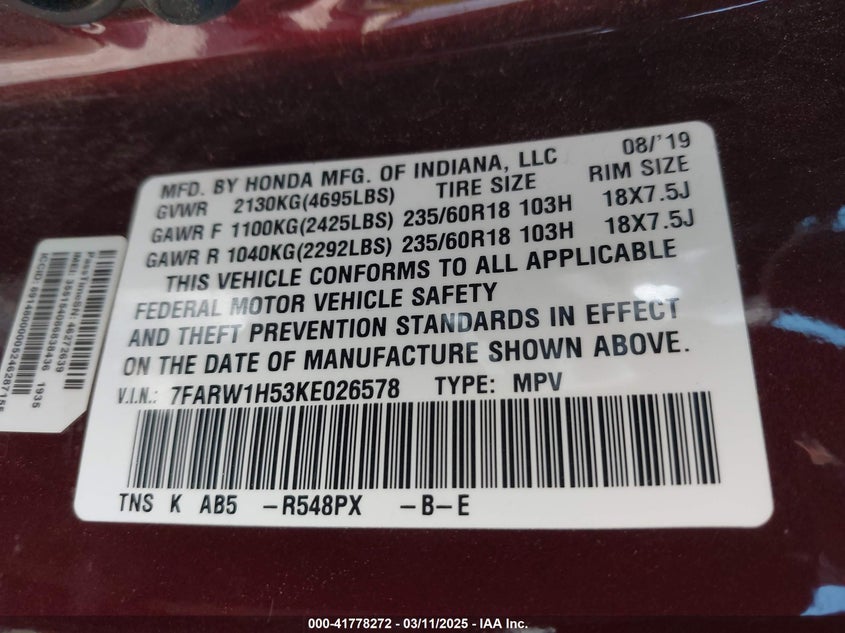 MFD. BY HONDA MFG. OF INDIANA, LLC 08/'19
GVWR 2130KG(4695LBS) TIRE SIZE RIM SIZE
GAWR F 1100KG(2425LBS) 235/60R18 103H 18X7.5J
GAWR R 1040KG(2292LBS) 235/60R18 103H 18X7.5J
THIS VEHICLE CONFORMS TO ALL APPLICABLE
FEDERAL MOTOR VEHICLE SAFETY
AND THEFT PREVENTION STANDARDS IN EFFECT
ON THE DATE OF MANUFACTURE SHOWN ABOVE.
V.I.N.: 7FARW1H53KE026578 TYPE: MPV
TNS K AB5 -R548PX -B-E
PassTimeSN: 46272639
1935
000-41778272 - 03/11/2025 - IAA Inc.